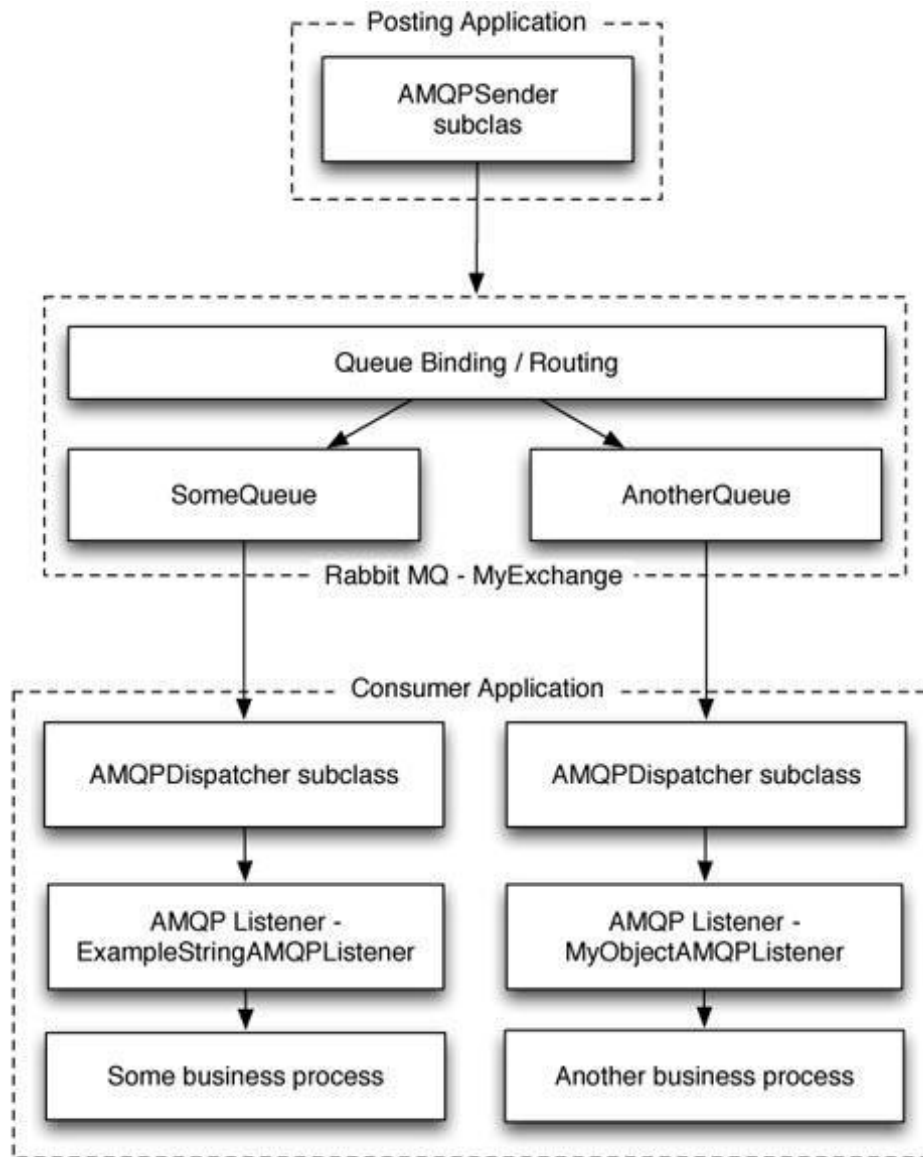 Posting Application
AMQPSender
subclas
Queue Binding / Routing
SomeQueue
AnotherQueue
Rabbit MQ - MyExchange
Consumer Application
AMQPDispatcher subclass
AMQPDispatcher subclass
AMQP Listener -
ExampleStringAMQPListener
AMQP Listener -
MyObjectAMQPListener
Some business process
Another business process